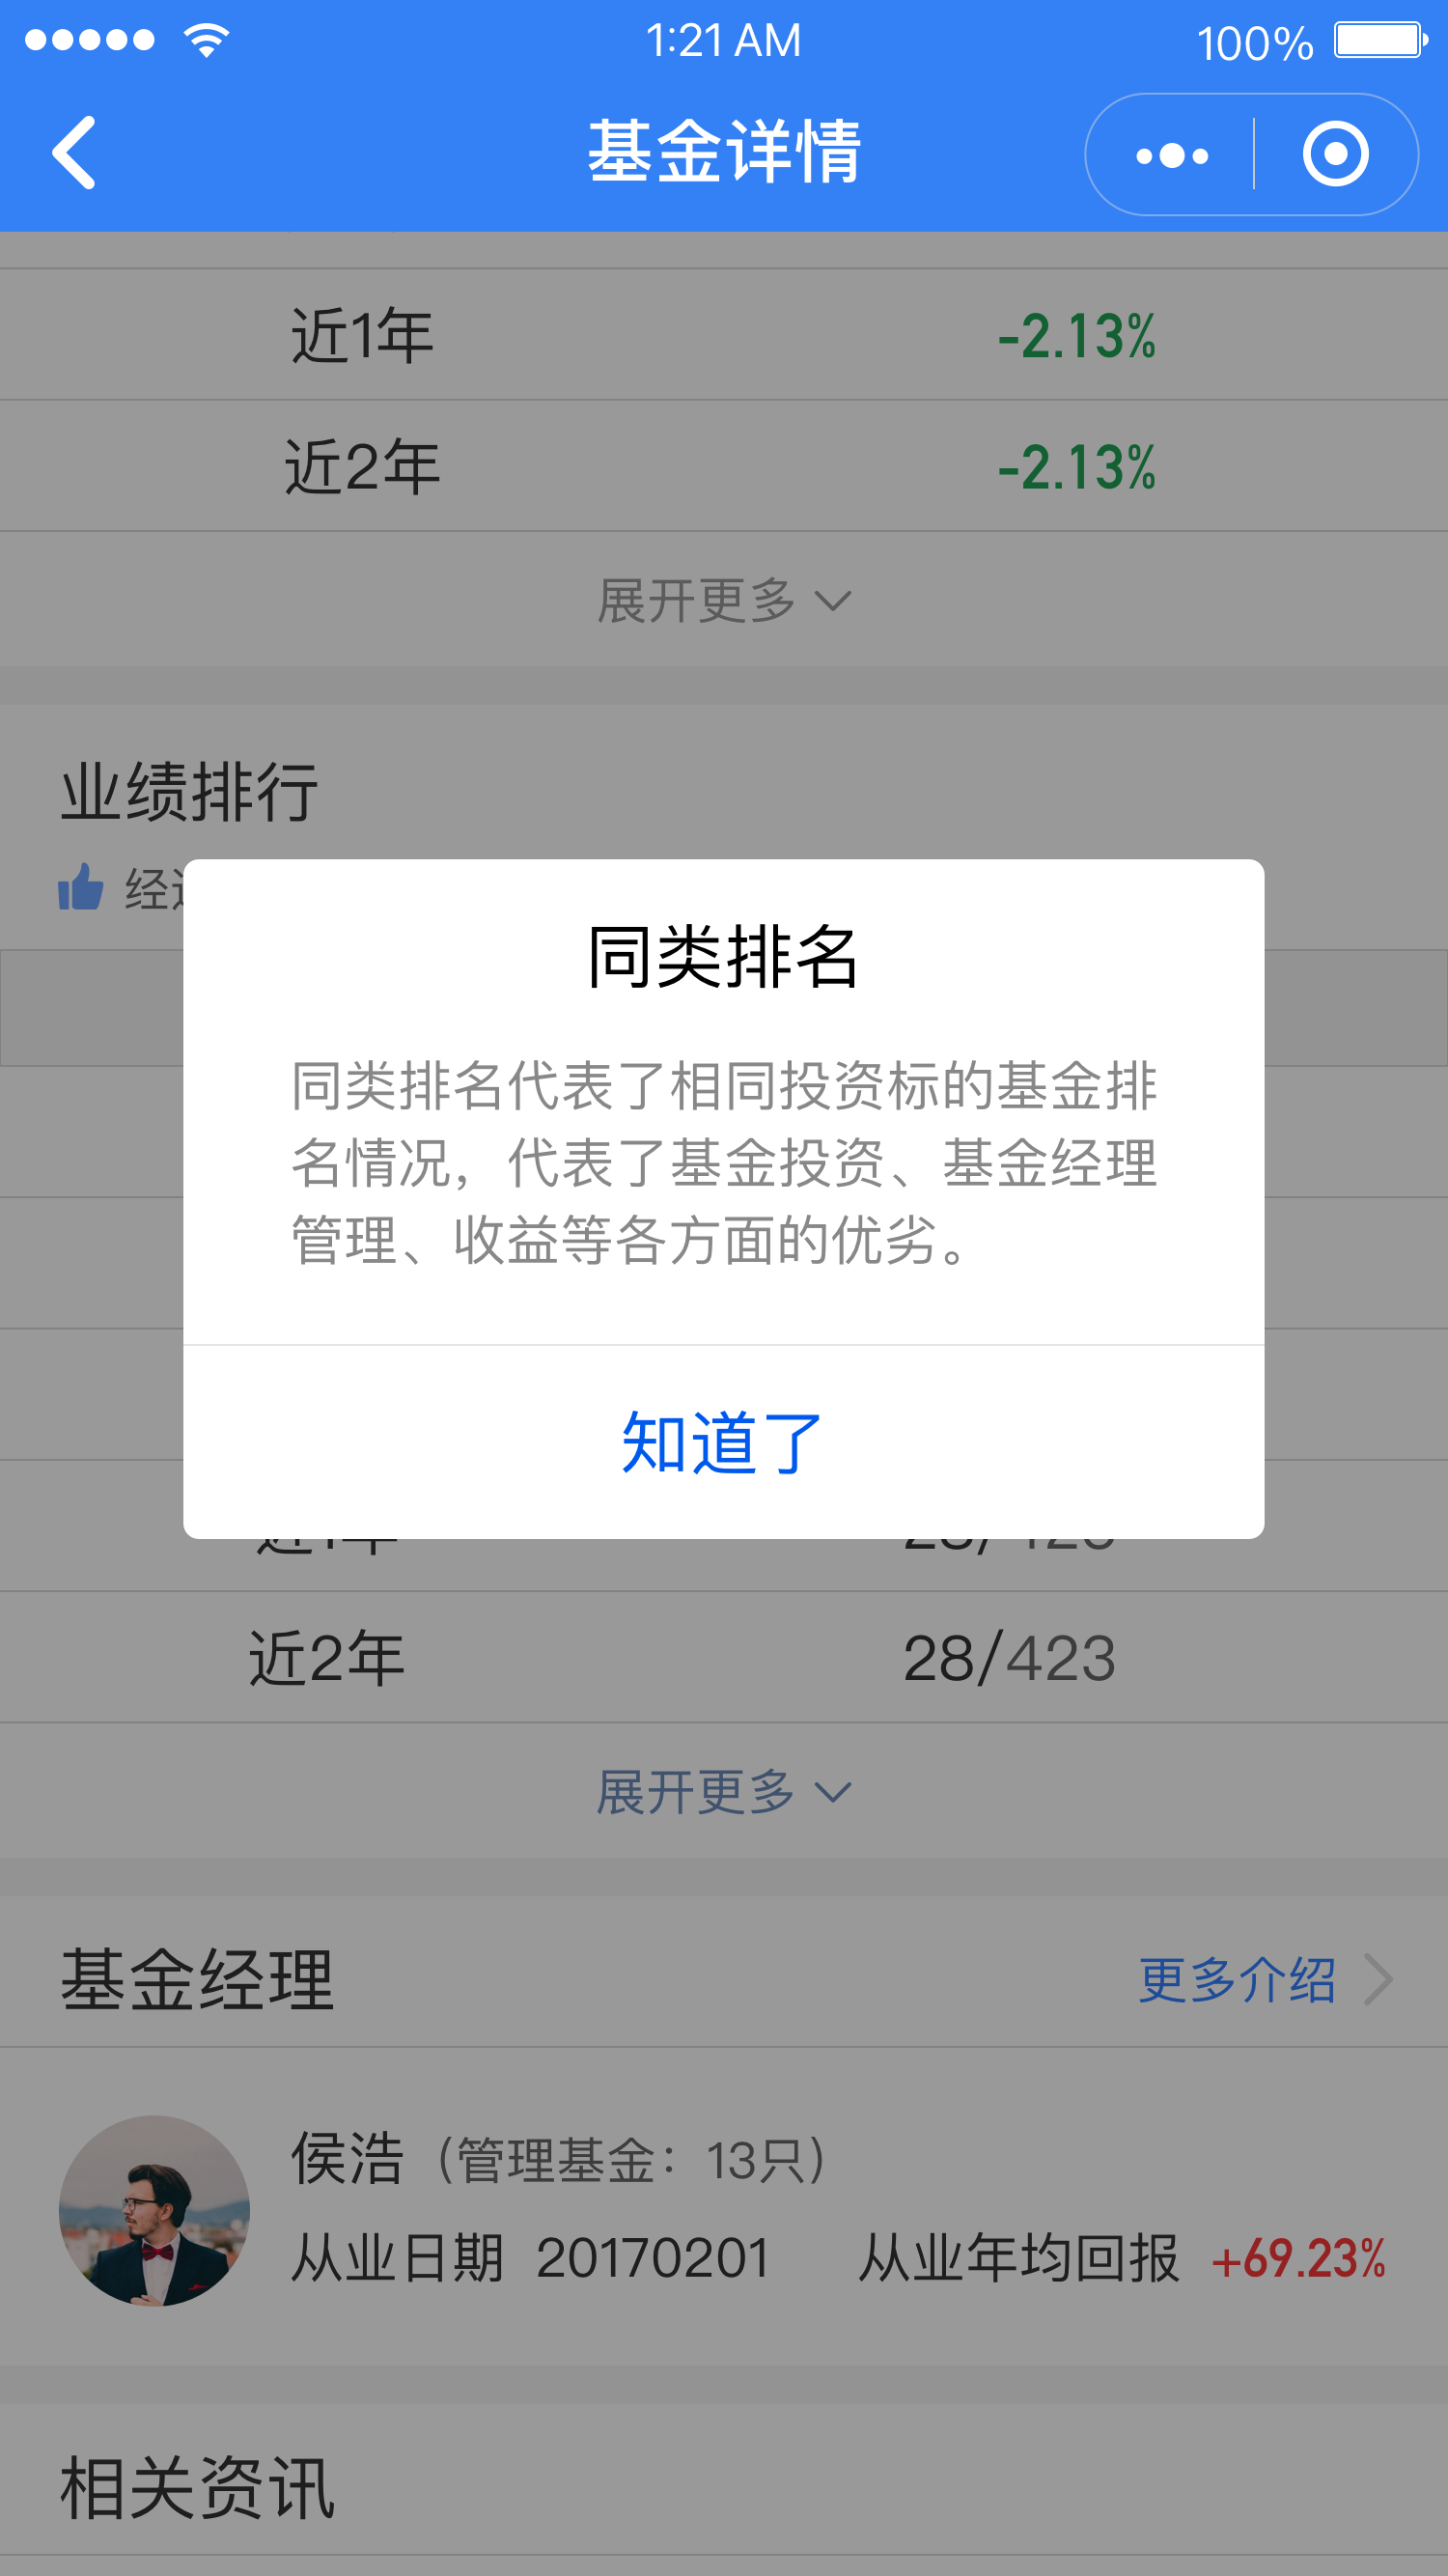 1:21 AM
100%
基金详情
近1年
-2.13%
近2年
-2.13%
展开更多
业绩排行
经
同类排名
同类排名代表了相同投资标的基金排
名情况，代表了基金投资、基金经理
管理、收益等各方面的优劣。
知道了
近1年
28/423
近2年
28/423
展开更多
基金经理
更多介绍
侯浩（管理基金：13只）
从业日期 20170201
从业年均回报 +69.23%
相关资讯